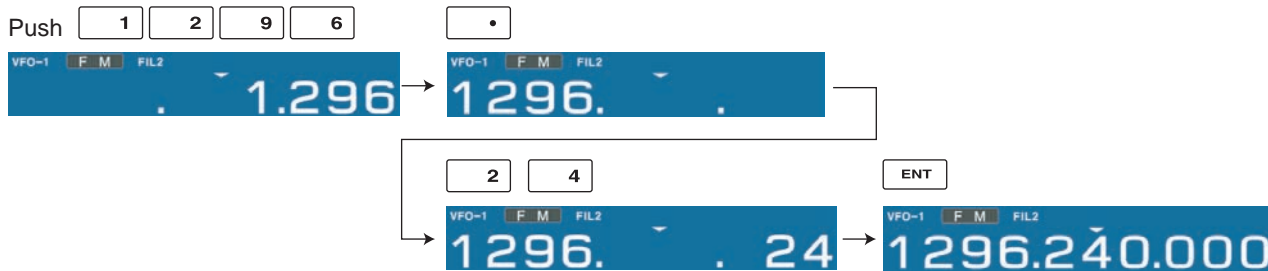 Push 1 2 9 6 •
VFO-1 FM FIL2
. 1.296
VFO-1 FM FIL2
1296. .
2 4 ENT
VFO-1 FM FIL2
1296. . 24
VFO-1 FM FIL2
1296.240.000